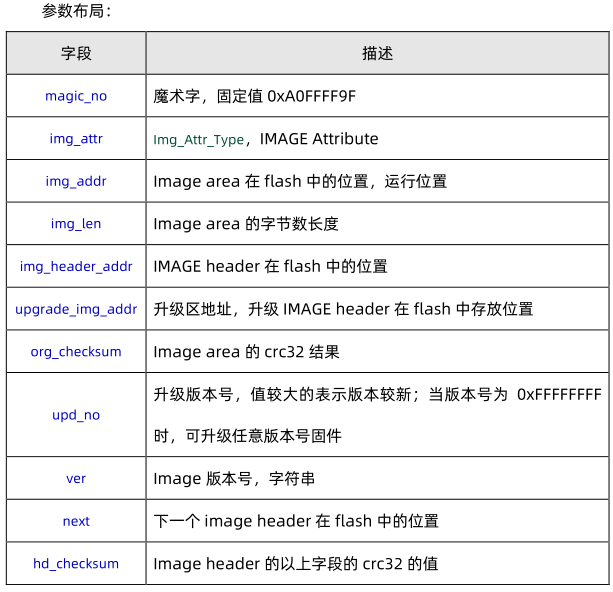 参数布局：
字段 描述
magic_no 魔术字，固定值 0xA0FFFF9F
img_attr Img_Attr_Type，IMAGE Attribute
img_addr Image area 在 flash 中的位置，运行位置
img_len Image area 的字节数长度
img_header_addr IMAGE header 在 flash 中的位置
upgrade_img_addr 升级区地址，升级 IMAGE header 在 flash 中存放位置
org_checksum Image area 的 crc32 结果
upd_no 升级版本号，值较大的表示版本较新；当版本号为 0xFFFFFFFF
时，可升级任意版本号固件
ver Image 版本号，字符串
next 下一个 image header 在 flash 中的位置
hd_checksum Image header 的以上字段的 crc32 的值